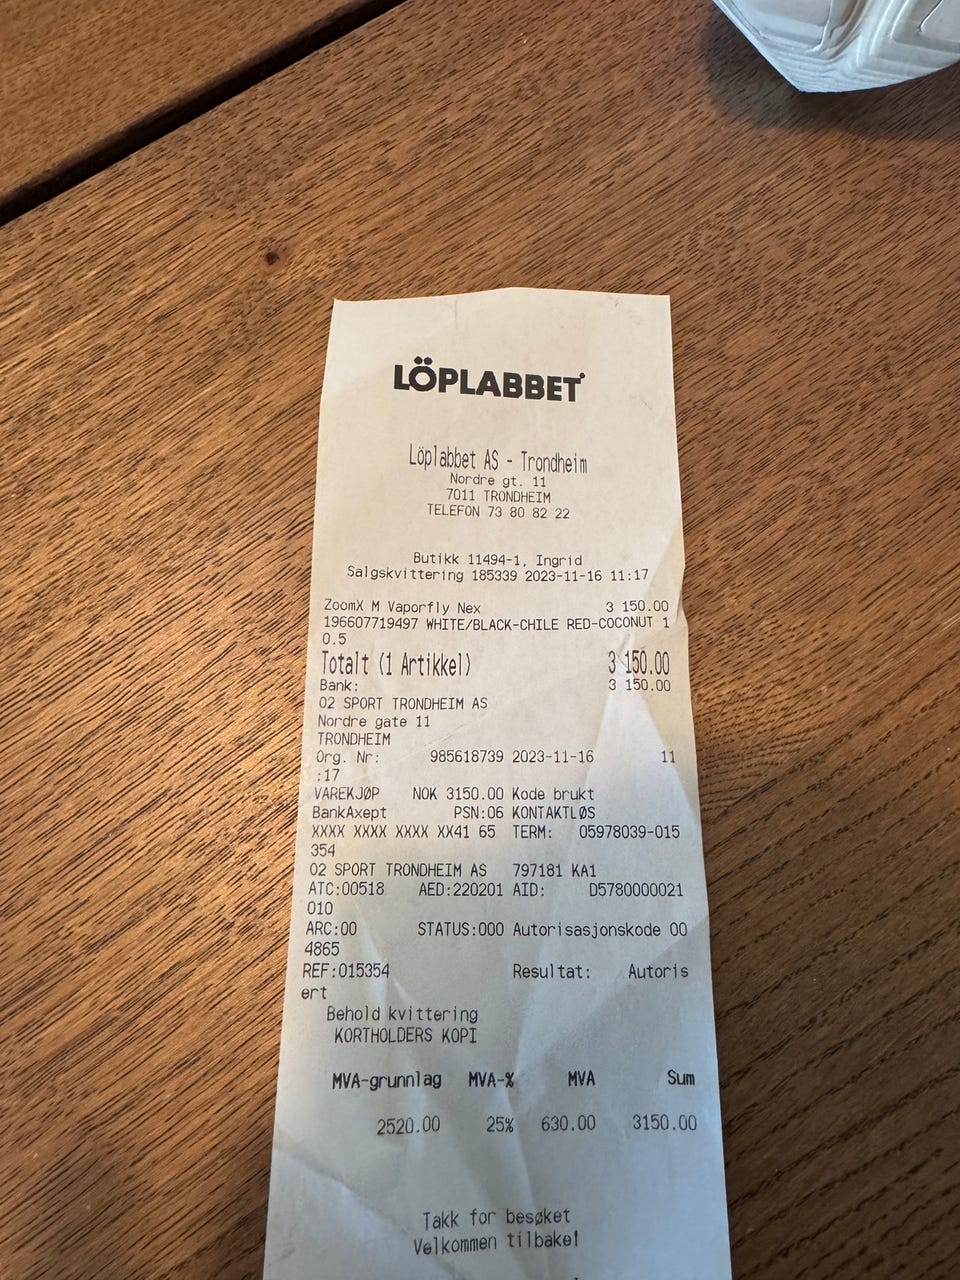 LÖPLABBET
Löplabbet AS - Trondheim
Nordre gt. 11
7011 TRONDHEIM
TELEFON 73 80 82 22
Butikk 11494-1, Ingrid
Salgskvittering 185339 2023-11-16 11:17
ZoomX M Vaporfly Nex 3 150.00
196607719497 WHITE/BLACK-CHILE RED-COCONUT 1
0.5
Totalt (1 Artikkel) 3 150.00
Bank: 3 150.00
02 SPORT TRONDHEIM AS
Nordre gate 11
TRONDHEIM
Org. Nr: 985618739 2023-11-16 11
:17
VAREKJØP NOK 3150.00 Kode brukt
BankAxept PSN:06 KONTAKTLØS
XXXX XXXX XXXX XX41 65 TERM: 05978039-015
354
02 SPORT TRONDHEIM AS 797181 KA1
ATC:00518 AED:220201 AID: D5780000021
010
ARC:00 STATUS:000 Autorisasjonskode 00
4865
REF:015354 Resultat: Autoris
ert
Behold kvittering
KORTHOLDERS KOPI
MVA-grunnlag MVA-% MVA Sum
2520.00 25% 630.00 3150.00
Takk for besøket
Velkommen tilbake!